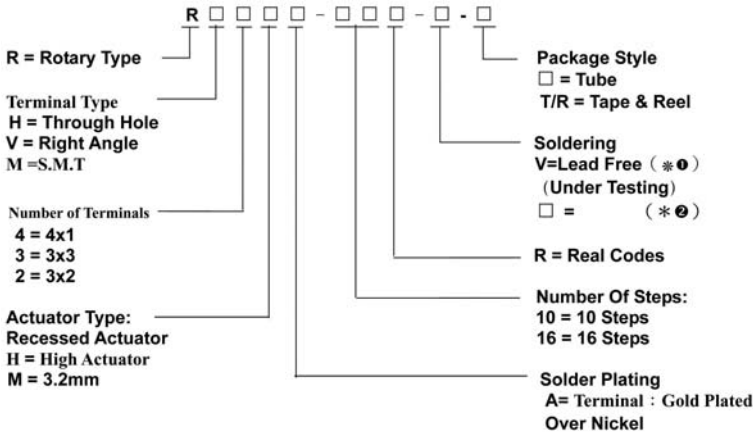 R □ □ □ □ - □ □ □ - □ - □
R = Rotary Type
Terminal Type
H = Through Hole
V = Right Angle
M =S.M.T
Number of Terminals
4 = 4x1
3 = 3x3
2 = 3x2
Actuator Type:
Recessed Actuator
H = High Actuator
M = 3.2mm
Package Style
□ = Tube
T/R = Tape & Reel
Soldering
V=Lead Free (※❶)
(Under Testing)
□ = (＊❷)
R = Real Codes
Number Of Steps:
10 = 10 Steps
16 = 16 Steps
Solder Plating
A= Terminal : Gold Plated
Over Nickel